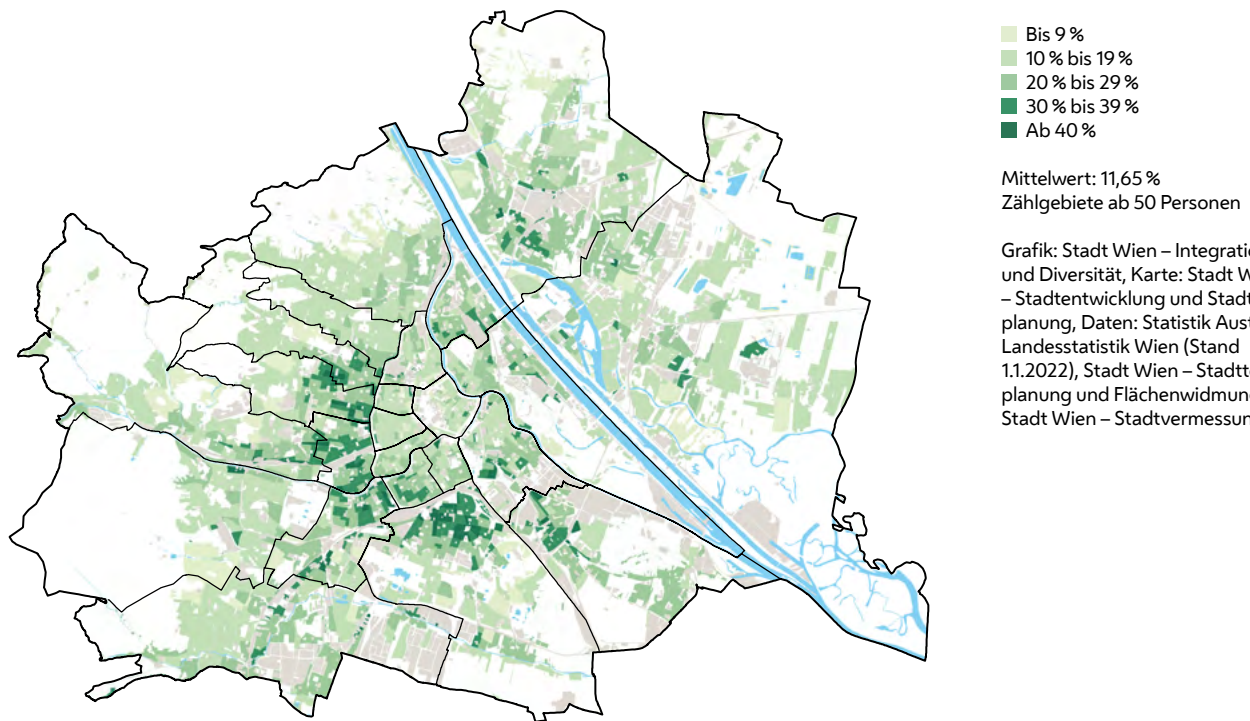 Bis 9 %
10 % bis 19 %
20 % bis 29 %
30 % bis 39 %
Ab 40 %
Mittelwert: 11,65 %
Zählgebiete ab 50 Personen
Grafik: Stadt Wien – Integratio
und Diversität, Karte: Stadt W
– Stadtentwicklung und Stadt
planung, Daten: Statistik Aust
Landesstatistik Wien (Stand
1.1.2022), Stadt Wien – Stadtte
planung und Flächenwidmun
Stadt Wien – Stadtvermessur